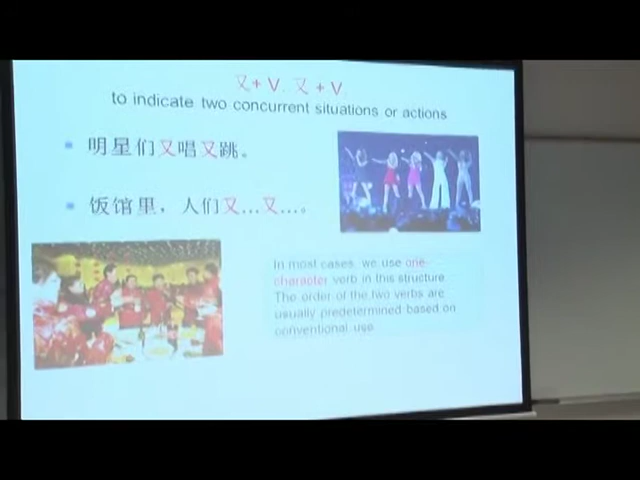 又+ V, 又 + V
to indicate two concurrent situations or actions
明星们又唱又跳。
饭馆里，人们又…又…。
In most cases, we use one-
character verb in this structure.
The order of the two verbs are
usually predetermined based on
conventional use.